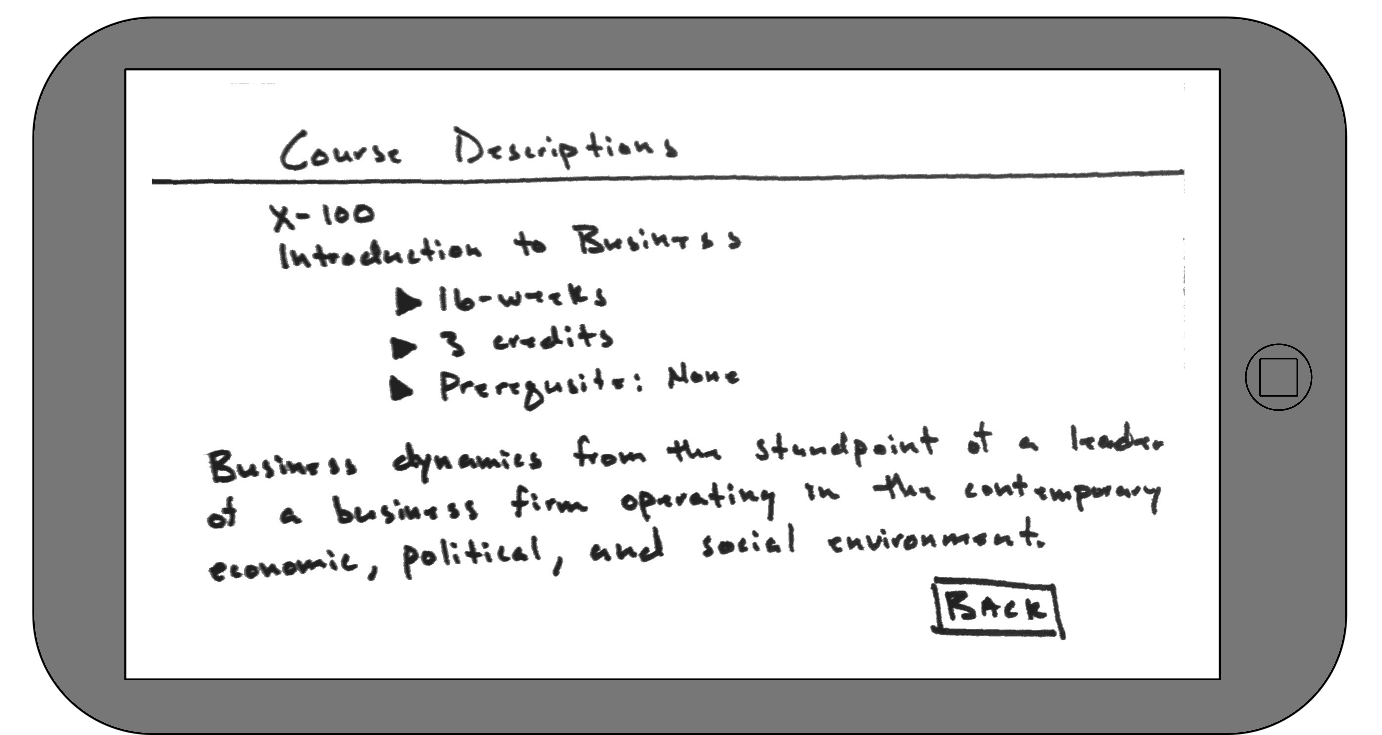 Course Descriptions
X-100
Introduction to Business
▶ 16-weeks
▶ 3 credits
▶ Prerequsite: None
Business dynamics from the standpoint of a leader
of a business firm operating in the contemporary
economic, political, and social environment.
BACK